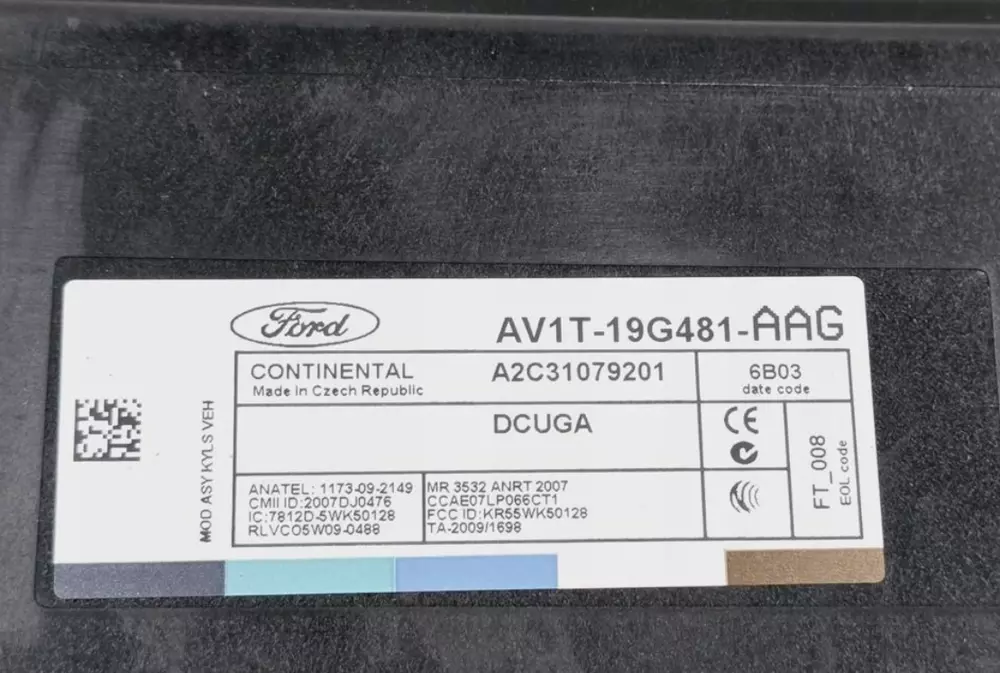 Ford
AV1T-19G481-AAG
CONTINENTAL
Made in Czech Republic
A2C31079201
6B03
date code
DCUGA
CE
FT_008
EOL code
MOD ASY KYLS VEH
ANATEL: 1173-09-2149
CMII ID:2007DJ0476
IC:7812D-5WK50128
RLVCO5W09-0488
MR 3532 ANRT 2007
CCAE07LP066CT1
FCC ID:KR55WK50128
TA-2009/1698